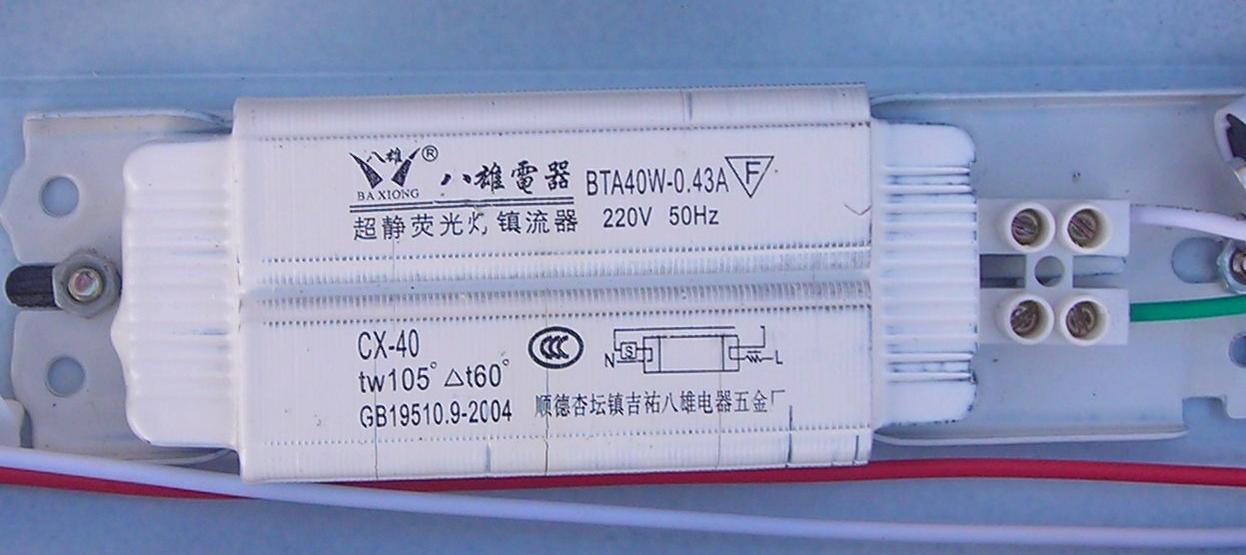 八雄 ®
BA XIONG
八雄電器 BTA40W-0.43A F
超静荧光灯镇流器 220V 50Hz
CX-40
tw105° △t60°
GB19510.9-2004
CCC
N S L
顺德杏坛镇吉祐八雄电器五金厂